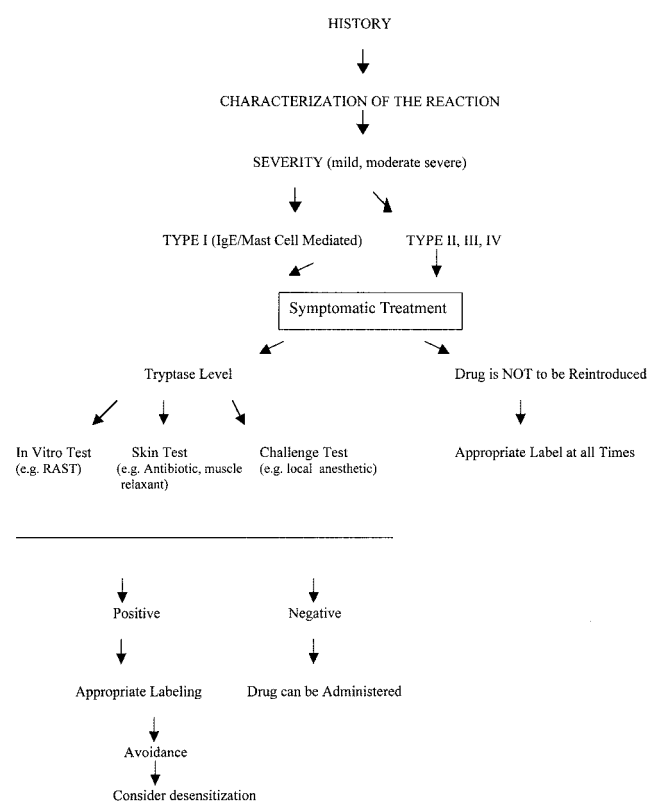 HISTORY
CHARACTERIZATION OF THE REACTION
SEVERITY (mild, moderate severe)
TYPE I (IgE/Mast Cell Mediated)
TYPE II, III, IV
Symptomatic Treatment
Tryptase Level
Drug is NOT to be Reintroduced
In Vitro Test
(e.g. RAST)
Skin Test
(e.g. Antibiotic, muscle
relaxant)
Challenge Test
(e.g. local anesthetic)
Appropriate Label at all Times
Positive
Negative
Appropriate Labeling
Drug can be Administered
Avoidance
Consider desensitization